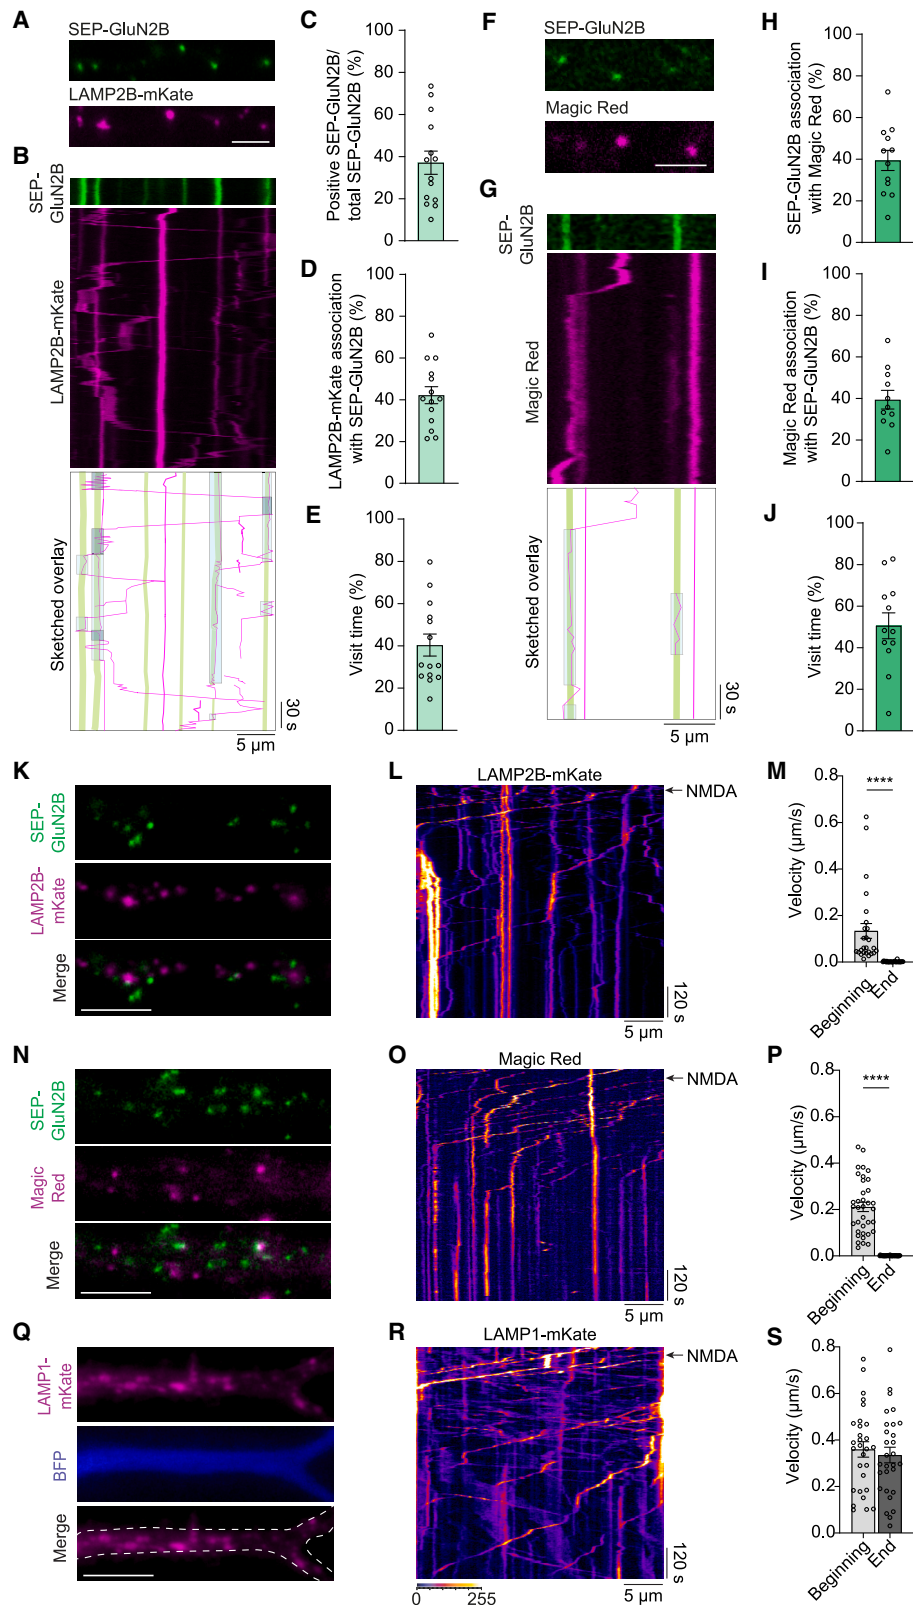 A
SEP-GluN2B
LAMP2B-mKate
B
SEP-
GluN2B
LAMP2B-mKate
Sketched overlay
30 s
5 µm
C
Positive SEP-GluN2B/
total SEP-GluN2B (%)
100
80
60
40
20
0
D
LAMP2B-mKate association
with SEP-GluN2B (%)
100
80
60
40
20
0
E
Visit time (%)
100
80
60
40
20
0
F
SEP-GluN2B
Magic Red
G
SEP-
GluN2B
Magic Red
Sketched overlay
30 s
5 µm
H
SEP-GluN2B association
with Magic Red (%)
100
80
60
40
20
0
I
Magic Red association
with SEP-GluN2B (%)
100
80
60
40
20
0
J
Visit time (%)
100
80
60
40
20
0
K
SEP-
GluN2B
LAMP2B-
mKate
Merge
L
LAMP2B-mKate
NMDA
120 s
5 µm
M
Velocity (µm/s)
0.8
0.6
0.4
0.2
0.0
****
Beginning
End
N
SEP-
GluN2B
Magic
Red
Merge
O
Magic Red
NMDA
120 s
5 µm
P
Velocity (µm/s)
0.8
0.6
0.4
0.2
0.0
****
Beginning
End
Q
LAMP1-
mKate
BFP
Merge
R
LAMP1-mKate
NMDA
120 s
0
255
5 µm
S
Velocity (µm/s)
0.8
0.6
0.4
0.2
0.0
Beginning
End